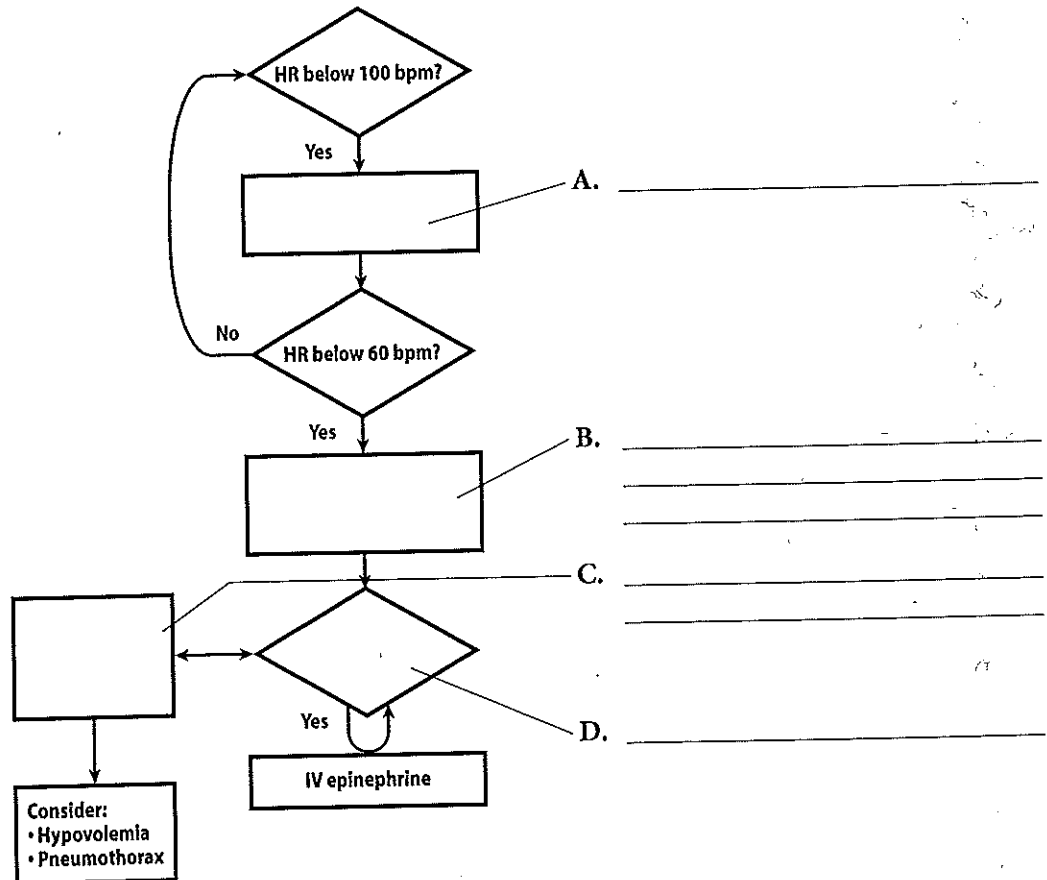 HR below 100 bpm?
Yes
A.
No
HR below 60 bpm?
Yes
B.
C.
Yes
D.
IV epinephrine
Consider:
• Hypovolemia
• Pneumothorax